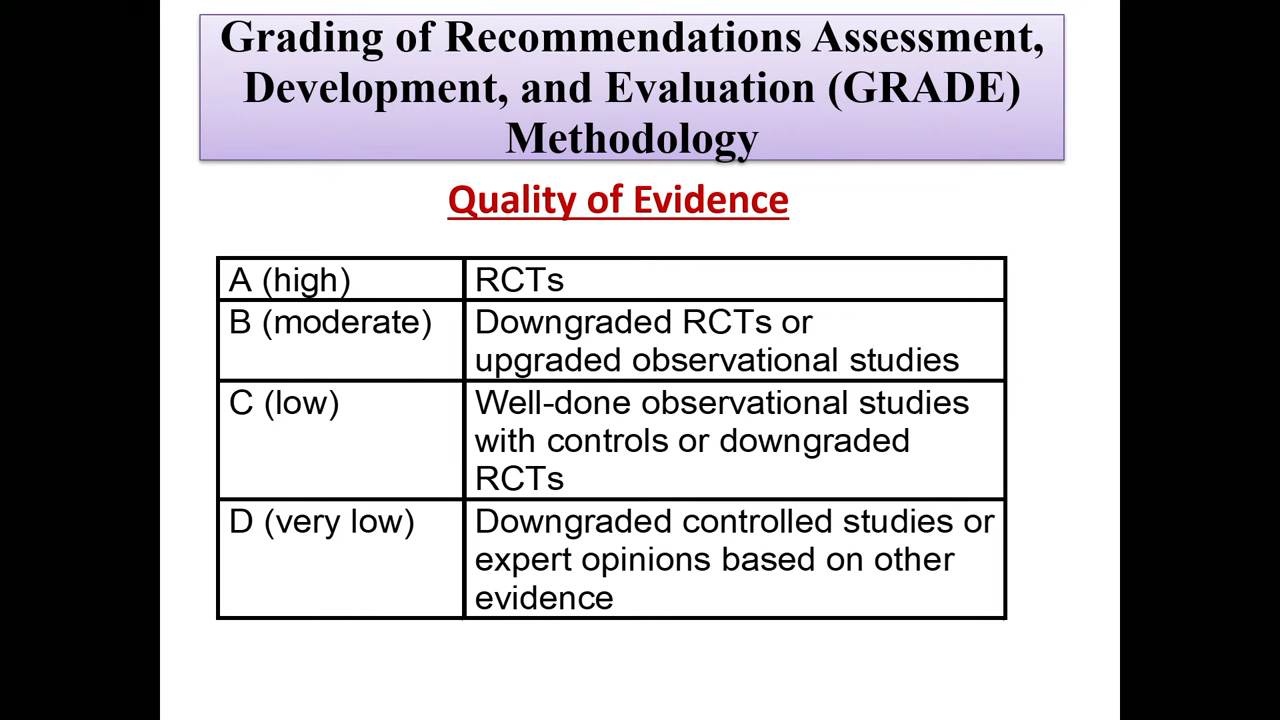 Grading of Recommendations Assessment,
Development, and Evaluation (GRADE)
Methodology
Quality of Evidence
A (high) RCTs
B (moderate) Downgraded RCTs or
upgraded observational studies
C (low) Well-done observational studies
with controls or downgraded
RCTs
D (very low) Downgraded controlled studies or
expert opinions based on other
evidence